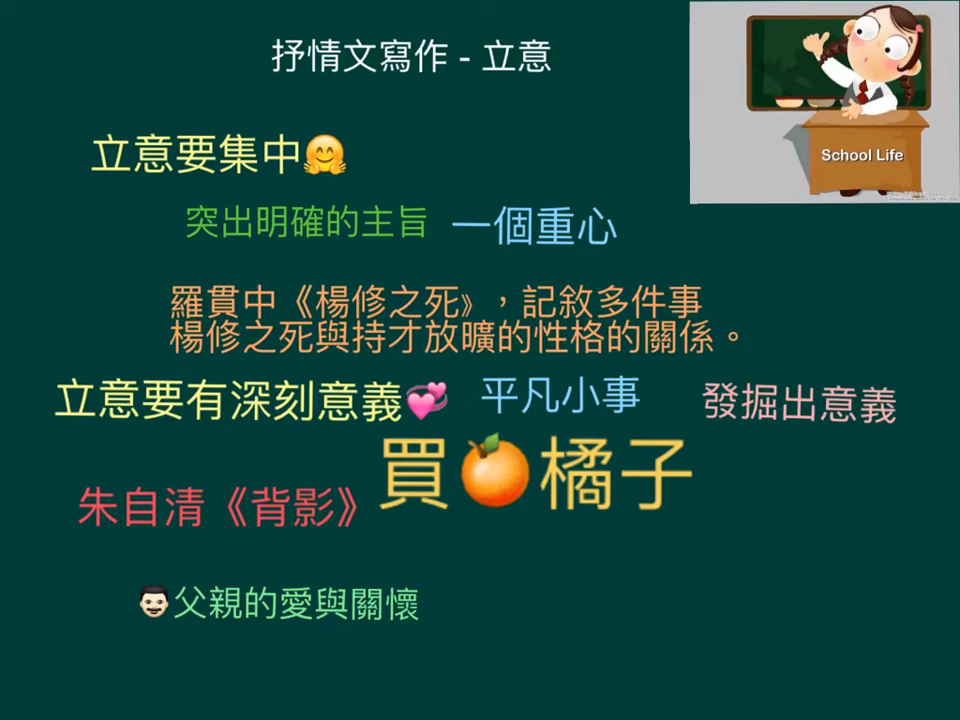 抒情文寫作 - 立意
School Life
立意要集中🤗
突出明確的主旨 一個重心
羅貫中《楊修之死》，記敘多件事
楊修之死與持才放曠的性格的關係。
立意要有深刻意義💞 平凡小事 發掘出意義
買🍊橘子
朱自清《背影》
父親的愛與關懷